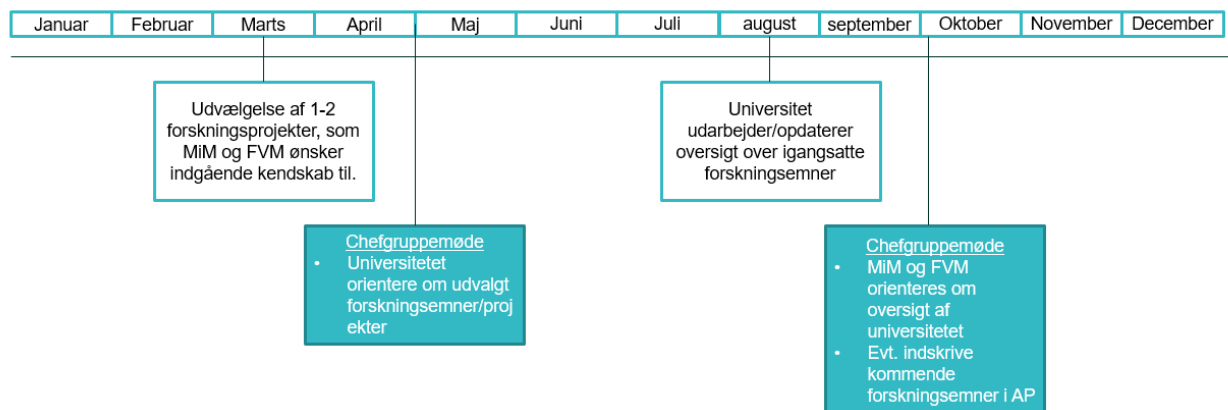 Januar
Februar
Marts
April
Maj
Juni
Juli
august
september
Oktober
November
December
Udvælgelse af 1-2
forskningsprojekter, som
MiM og FVM ønsker
indgående kendskab til.
Universitet
udarbejder/opdaterer
oversigt over igangsatte
forskningsemner
Chefgruppemøde
• Universitetet
orientere om udvalgt
forskningsemner/proj
ekter
Chefgruppemøde
• MiM og FVM
orienteres om
oversigt af
universitetet
• Evt. indskrive
kommende
forskningsemner i AP